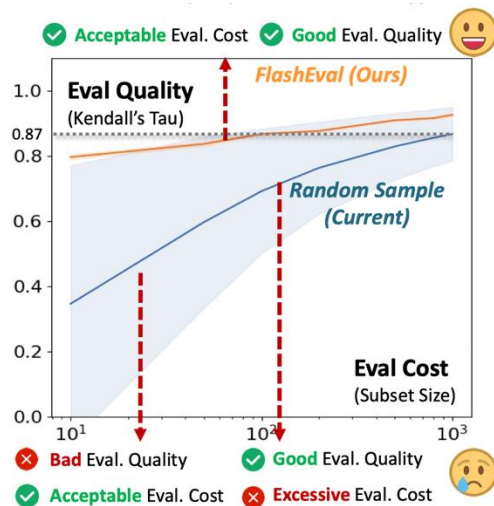 Acceptable Eval. Cost Good Eval. Quality
Eval Quality
(Kendall's Tau)
FlashEval (Ours)
1.0
0.87
0.8
0.6
0.4
0.2
0.0
Random Sample
(Current)
Eval Cost
(Subset Size)
10¹ 10² 10³
Bad Eval. Quality Good Eval. Quality
Acceptable Eval. Cost Excessive Eval. Cost